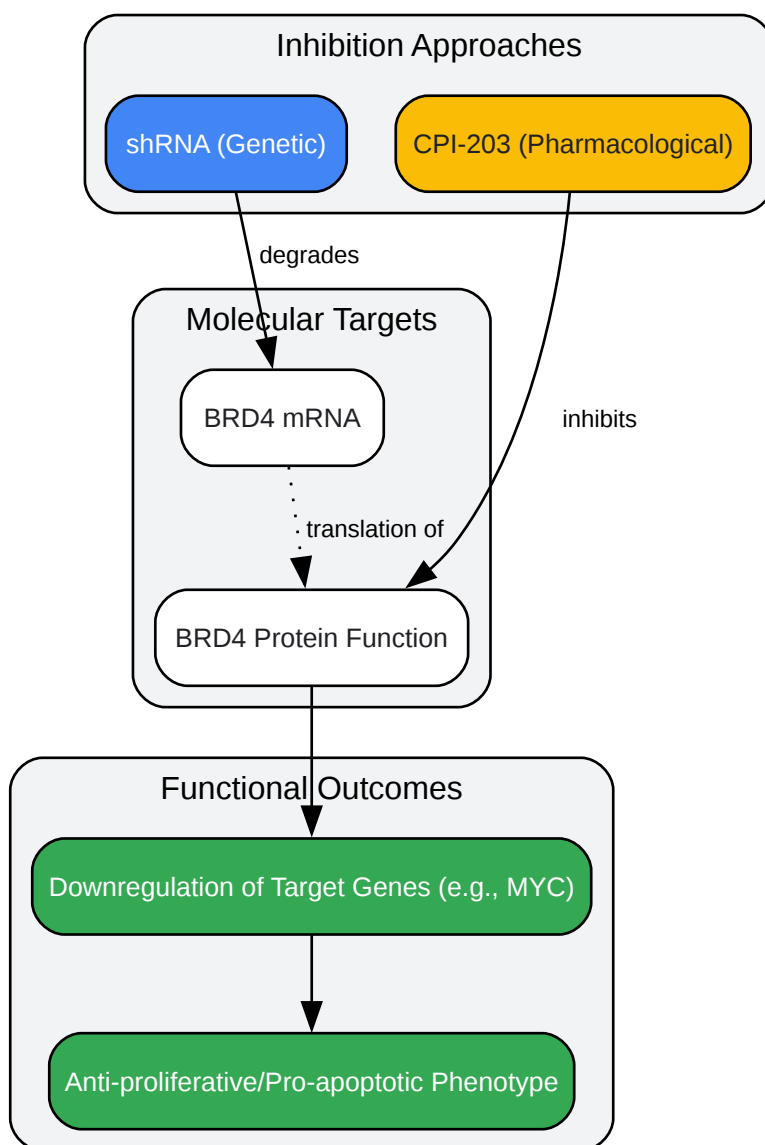 Inhibition Approaches
shRNA (Genetic)
CPI-203 (Pharmacological)
degrades
Molecular Targets
BRD4 mRNA
inhibits
translation of
BRD4 Protein Function
Functional Outcomes
Downregulation of Target Genes (e.g., MYC)
Anti-proliferative/Pro-apoptotic Phenotype